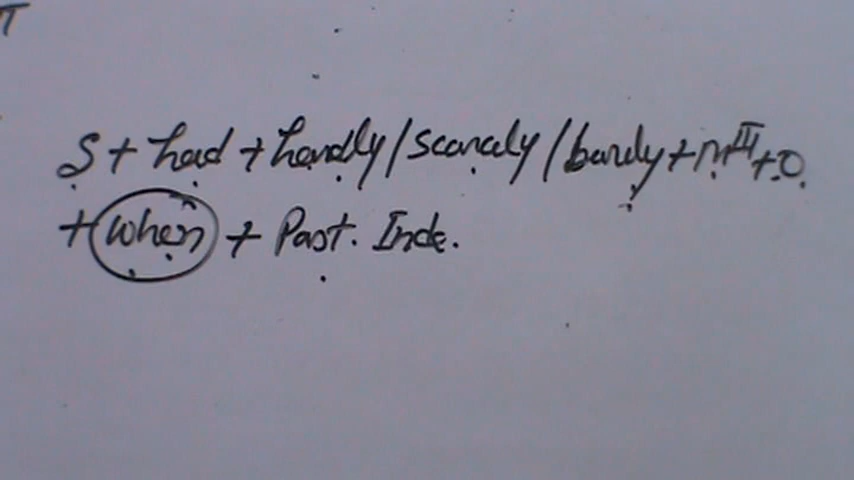 S + had + hardly / scarcely / barely + M III + O.
+ when + Past. Inde.